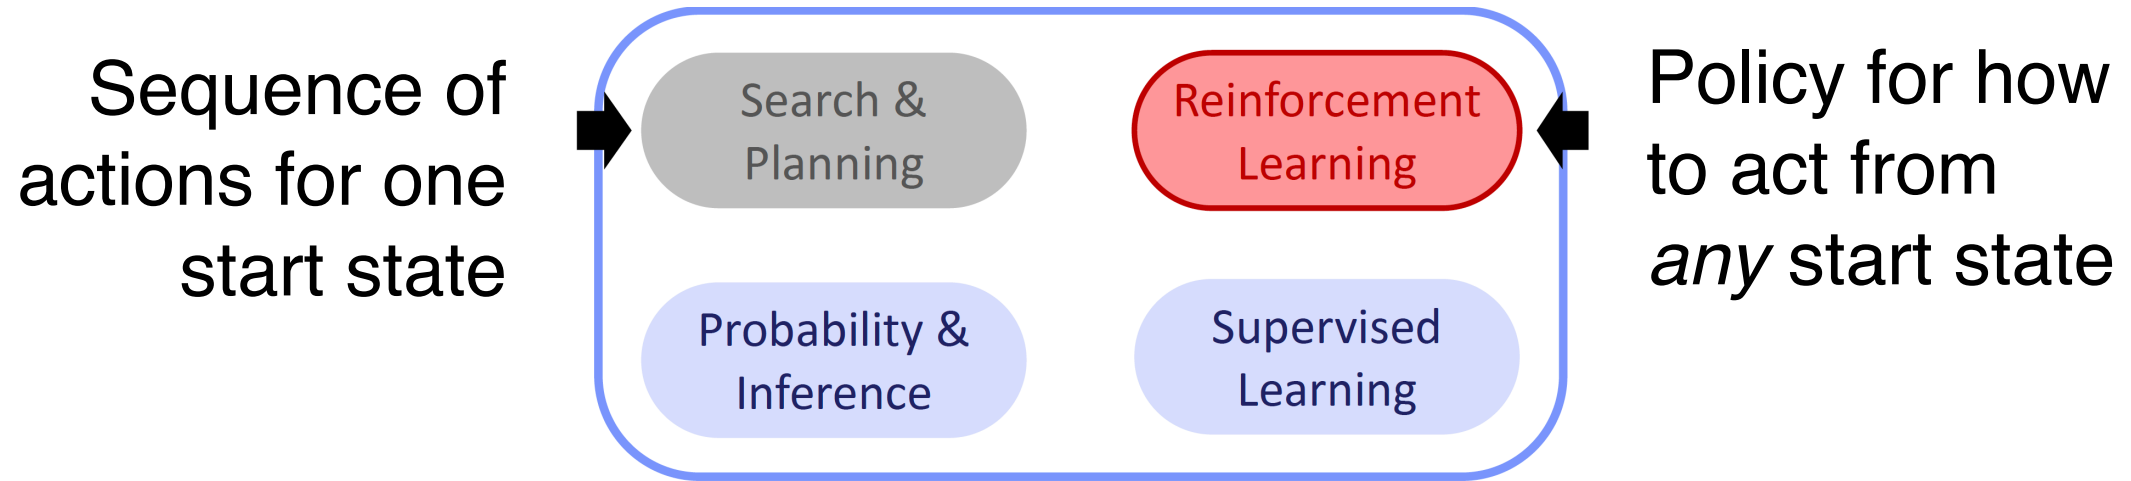 Sequence of
actions for one
start state
Search &
Planning
Reinforcement
Learning
Probability &
Inference
Supervised
Learning
Policy for how
to act from
any start state